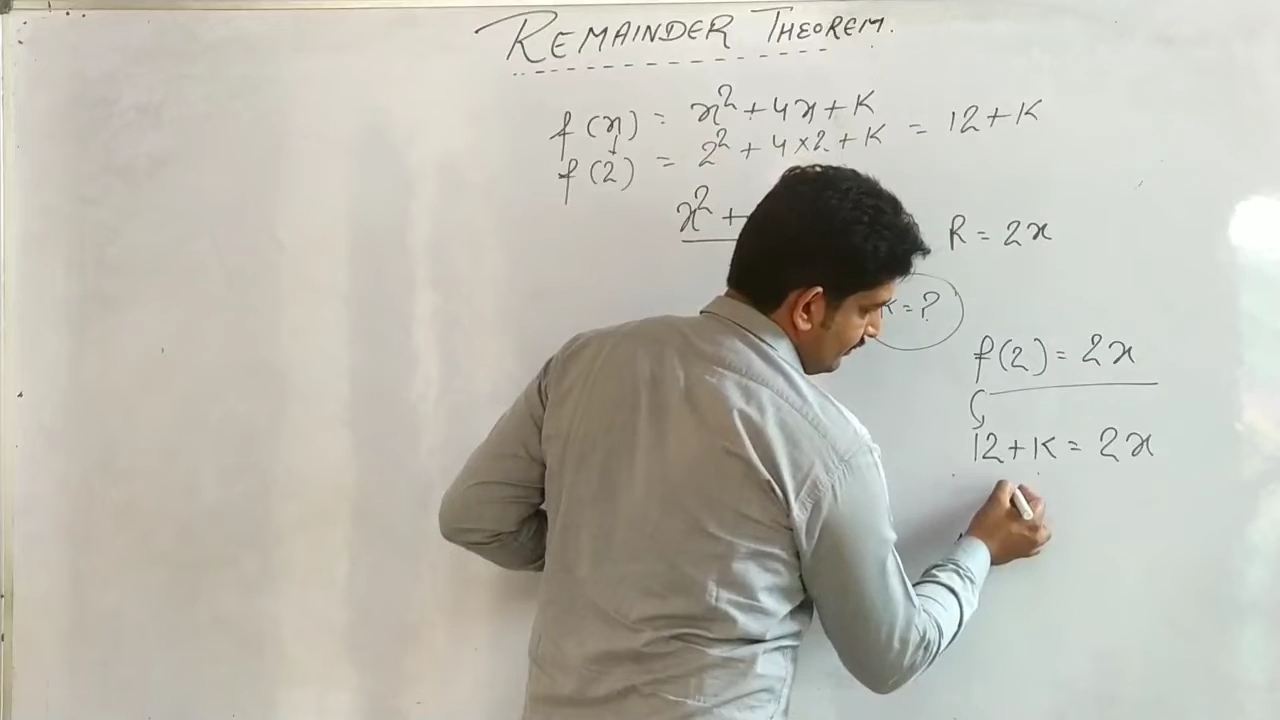 REMAINDER THEOREM.
f(x) = x² + 4x + K
f(2) = 2² + 4×2 + K = 12 + K
x² +
R = 2x
K = ?
f(2) = 2x
12 + K = 2x